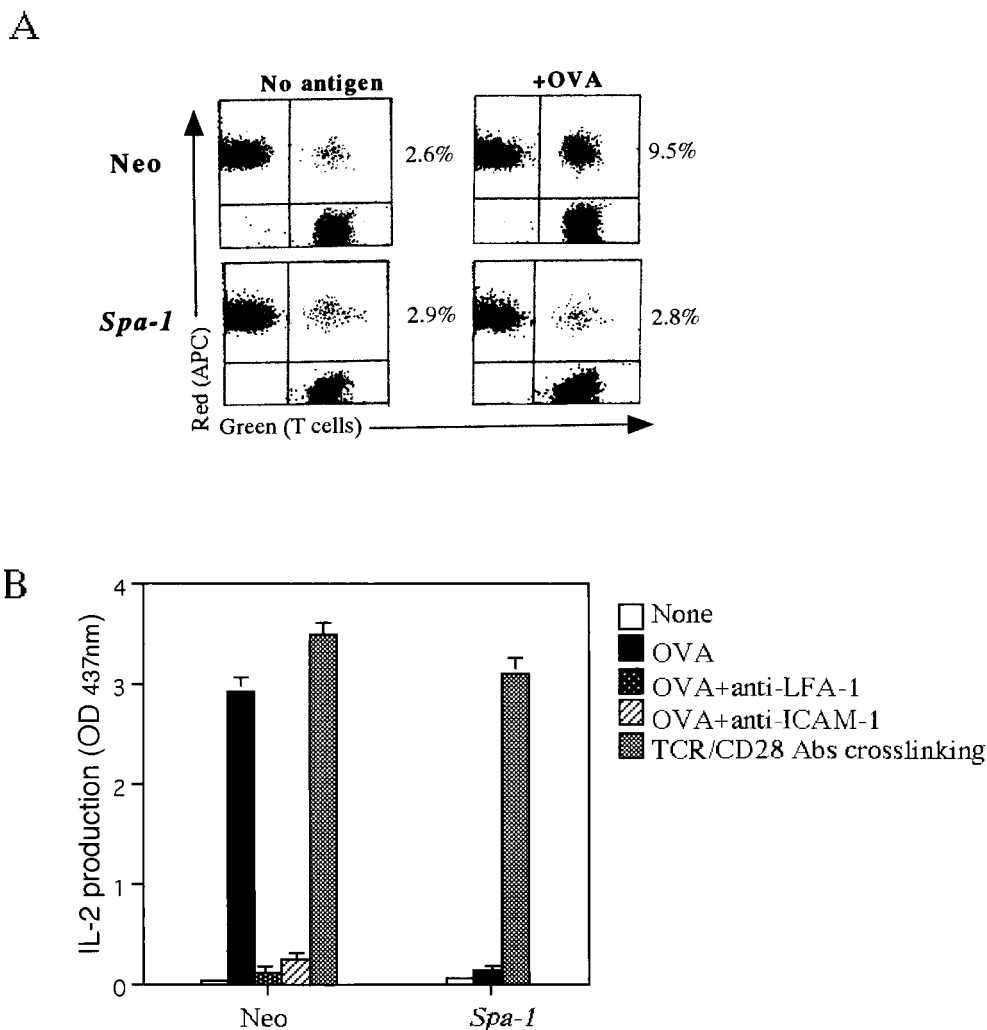 A
No antigen
+OVA
Neo
2.6%
9.5%
Spa-1
2.9%
2.8%
Red (APC)
Green (T cells)
B
IL-2 production (OD 437nm)
4
3
2
1
0
Neo
Spa-1
None
OVA
OVA+anti-LFA-1
OVA+anti-ICAM-1
TCR/CD28 Abs crosslinking